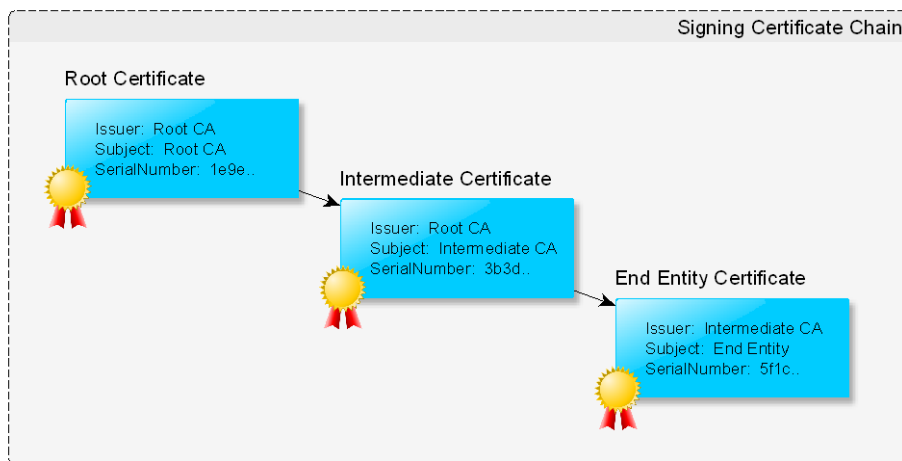 Signing Certificate Chain
Root Certificate
Issuer: Root CA
Subject: Root CA
SerialNumber: 1e9e..
Intermediate Certificate
Issuer: Root CA
Subject: Intermediate CA
SerialNumber: 3b3d..
End Entity Certificate
Issuer: Intermediate CA
Subject: End Entity
SerialNumber: 5f1c..